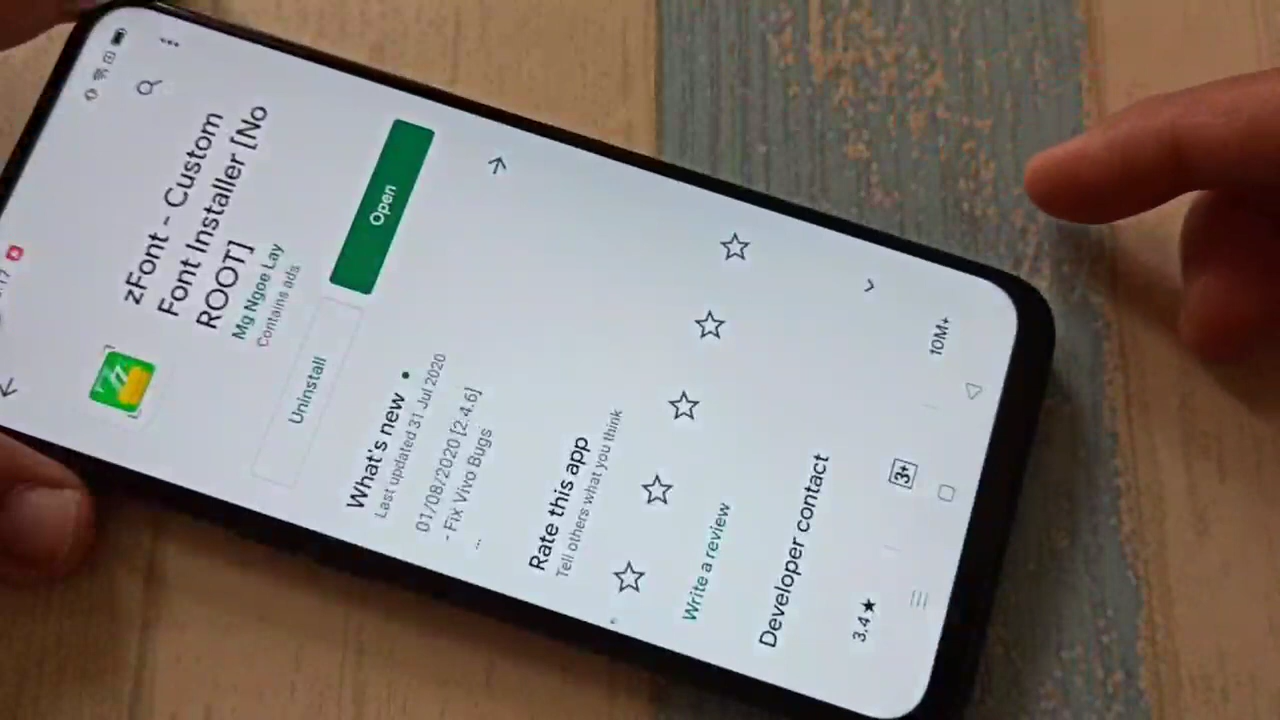 zFont - Custom
Font Installer [No
ROOT]
Mg Ngoe Lay
Contains ads
Uninstall
Open
What's new
Last updated 31 Jul 2020
01/08/2020 [2.4.6]
- Fix Vivo Bugs
...
Rate this app
Tell others what you think
Write a review
Developer contact
3.4★
3+
10M+